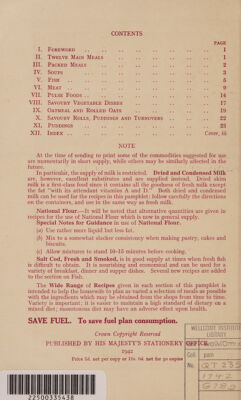 CONTENTS
PAGE
I. Foreword .. 1
II. Twelve Main Meals .. 1
III. Packed Meals .. 2
IV. Soups .. 3
V. Fish .. 5
VI. Meat .. 9
VII. Pulse Foods .. 14
VIII. Savoury Vegetable Dishes .. 17
IX. Oatmeal and Rolled Oats .. 19
X. Savoury Rolls, Puddings and Turnovers .. 22
XI. Puddings .. 25
XII. Index .. Cover, iii
NOTE
At the time of sending to print some of the commodities suggested for use
are momentarily in short supply, while others may be similarly affected in the
future.
In particular, the supply of milk is restricted. Dried and Condensed Milk
are, however, excellent substitutes and are supplied instead. Dried skim
milk is a first-class food since it contains all the goodness of fresh milk except
the fat "with its attendant vitamins A and D." Both dried and condensed
milk can be used for the recipes in this pamphlet: follow carefully the directions
on the containers, and use in the same way as fresh milk.
National Flour.—It will be noted that alternative quantities are given in
recipes for the use of National Flour which is now in general supply.
Special Notes for Guidance in use of National Flour.
(a) Use rather more liquid but less fat.
(b) Mix to a somewhat slacker consistency when making pastry, cakes and
biscuits.
(c) Allow mixture to stand 10-15 minutes before cooking.
Salt Cod, Fresh and Smoked, is in good supply at times when fresh fish
is difficult to obtain. It is nourishing and economical and can be used for a
variety of breakfast, dinner and supper dishes. Several new recipes are added
to the section on Fish.
The Wide Range of Recipes given in each section of this pamphlet is
intended to help the housewife to plan as varied a selection of meals as possible
with the ingredients which may be obtained from the shops from time to time.
Variety is important; it is easier to maintain a high standard of dietary on a
mixed diet; monotonous diet may have an adverse effect upon health.
SAVE FUEL. To save fuel plan consumption.
Crown Copyright Reserved
PUBLISHED BY HIS MAJESTY'S STATIONERY OFFICE
1942
Price 5d. net per copy
22500335438
WELLCOME INSTITUTE
LIBRARY
Coll.
No.